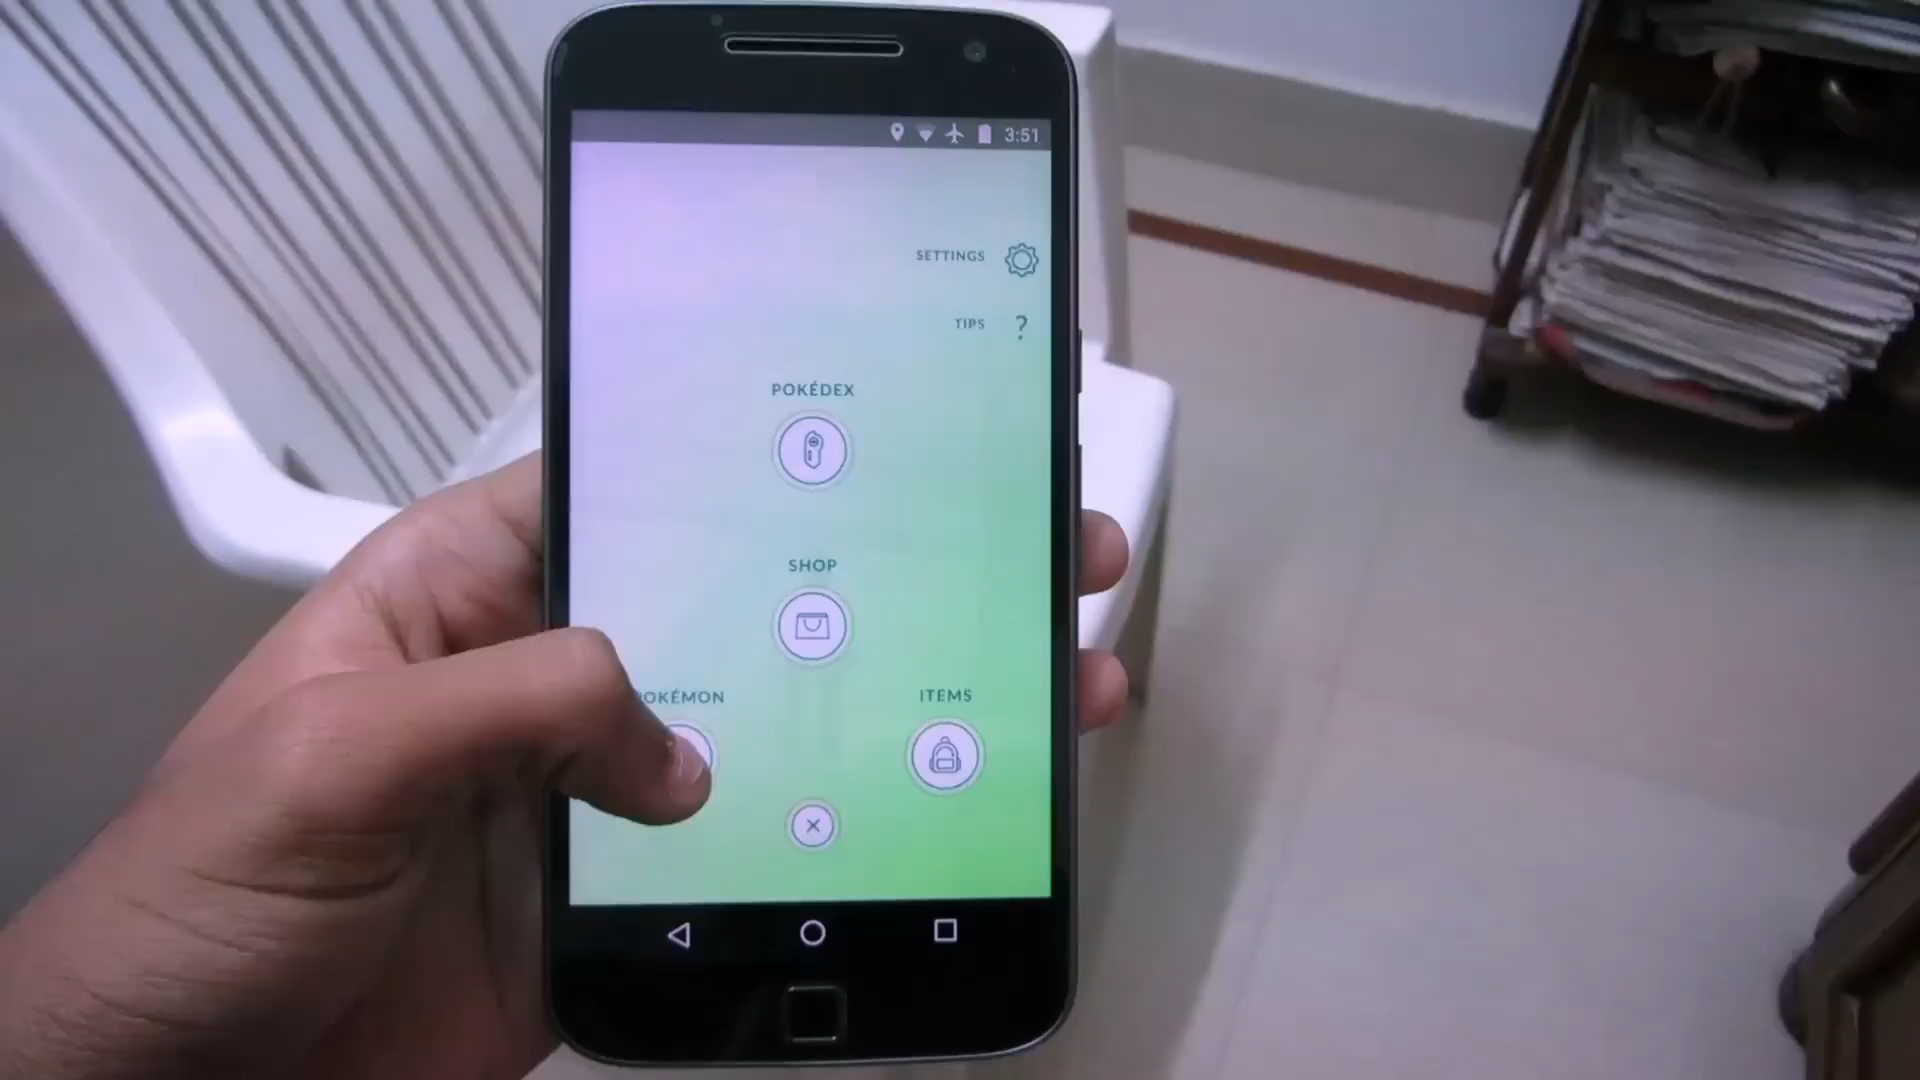 3:51
SETTINGS
TIPS ?
POKÉDEX
SHOP
POKÉMON
ITEMS